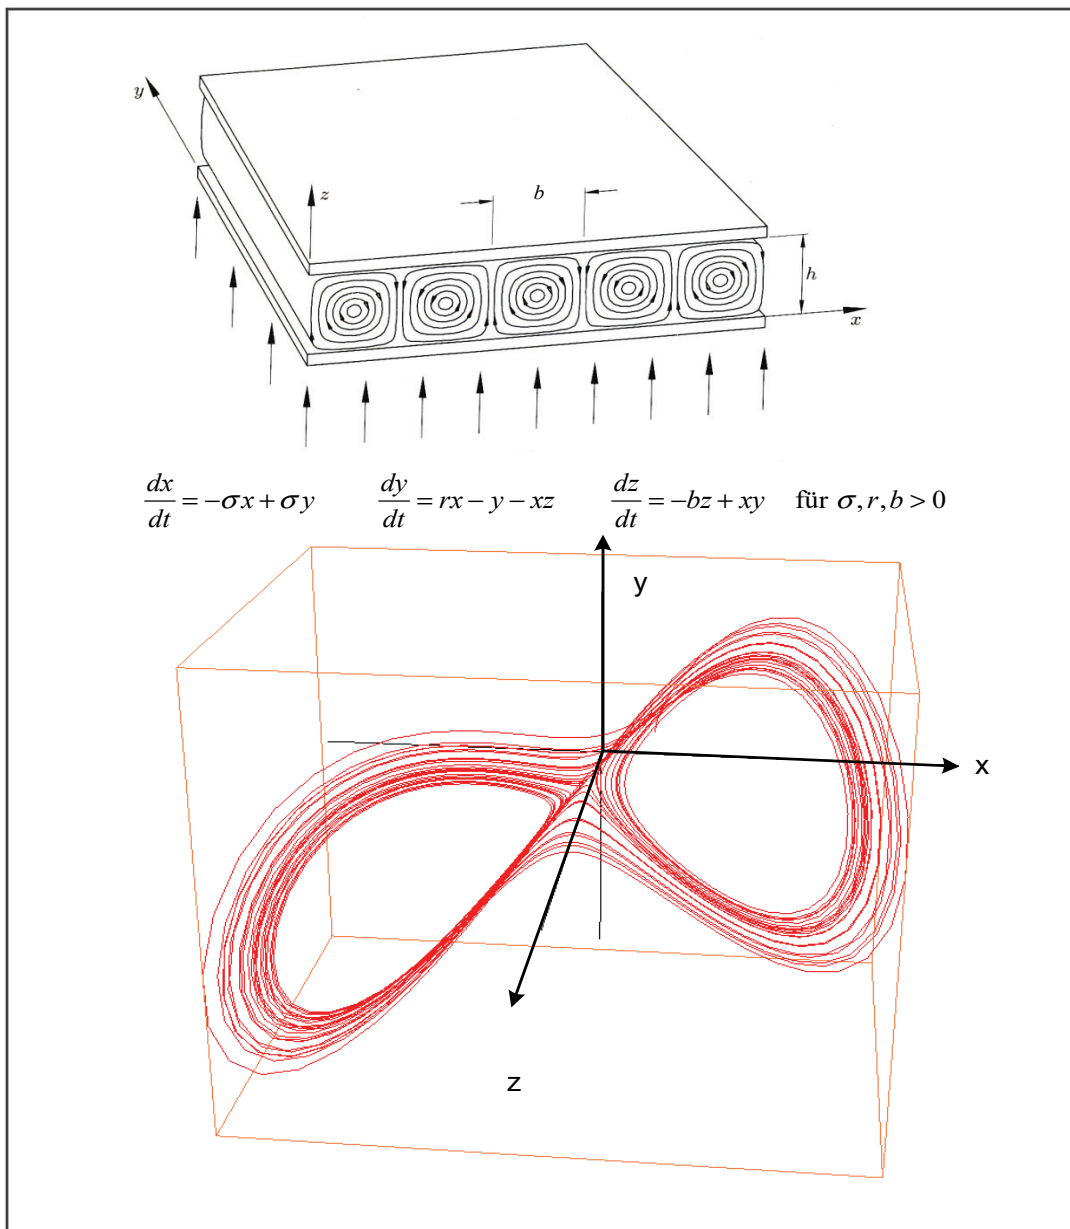 y
z
b
h
x
dx/dt = −σx + σy    dy/dt = rx − y − xz    dz/dt = −bz + xy  für σ, r, b > 0
y
x
z